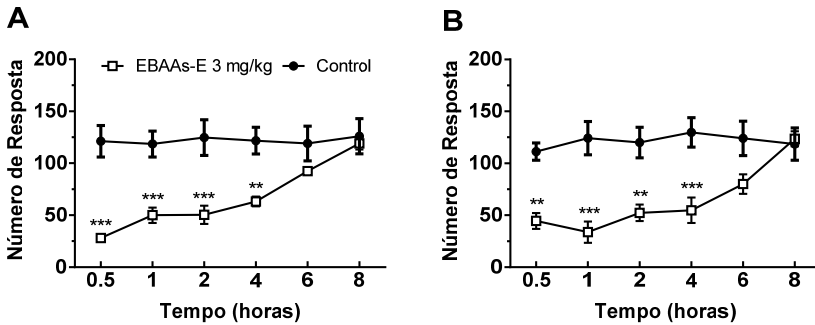 A
Número de Resposta
200
150
100
50
0
EBAAs-E 3 mg/kg
Control
***
***
***
**
0.5 1 2 4 6 8
Tempo (horas)
B
Número de Resposta
200
150
100
50
0
**
***
**
***
0.5 1 2 4 6 8
Tempo (horas)